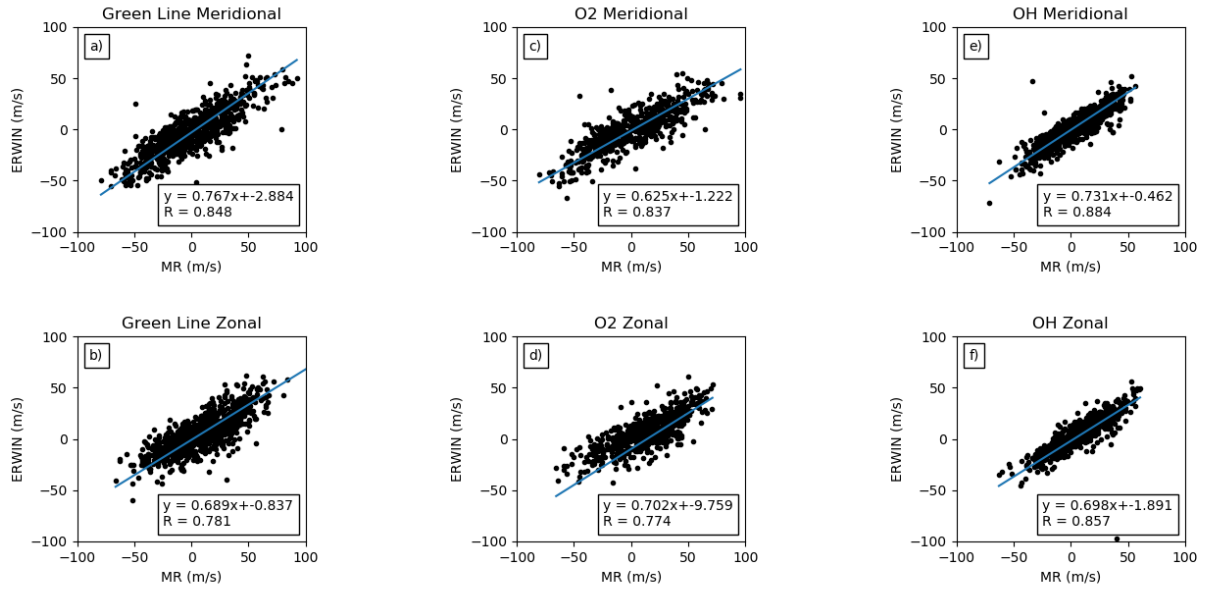 Green Line Meridional
100
50
0
−50
−100
ERWIN (m/s)
a)
y = 0.767x+-2.884
R = 0.848
−100 −50 0 50 100
MR (m/s)
O2 Meridional
100
50
0
−50
−100
ERWIN (m/s)
c)
y = 0.625x+-1.222
R = 0.837
−100 −50 0 50 100
MR (m/s)
OH Meridional
100
50
0
−50
−100
ERWIN (m/s)
e)
y = 0.731x+-0.462
R = 0.884
−100 −50 0 50 100
MR (m/s)
Green Line Zonal
100
50
0
−50
−100
ERWIN (m/s)
b)
y = 0.689x+-0.837
R = 0.781
−100 −50 0 50 100
MR (m/s)
O2 Zonal
100
50
0
−50
−100
ERWIN (m/s)
d)
y = 0.702x+-9.759
R = 0.774
−100 −50 0 50 100
MR (m/s)
OH Zonal
100
50
0
−50
−100
ERWIN (m/s)
f)
y = 0.698x+-1.891
R = 0.857
−100 −50 0 50 100
MR (m/s)